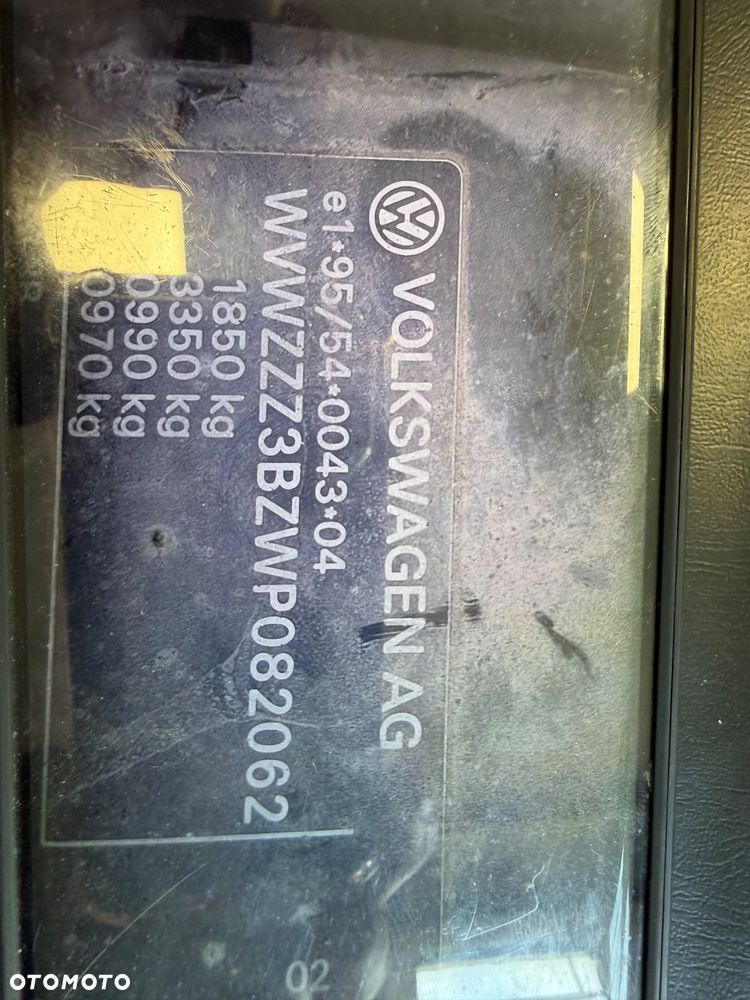 VOLKSWAGEN AG
e1*95/54*0043*04
WVWZZZ3BZWP082062
1850 kg
3350 kg
0990 kg
0970 kg
02
OTOMOTO